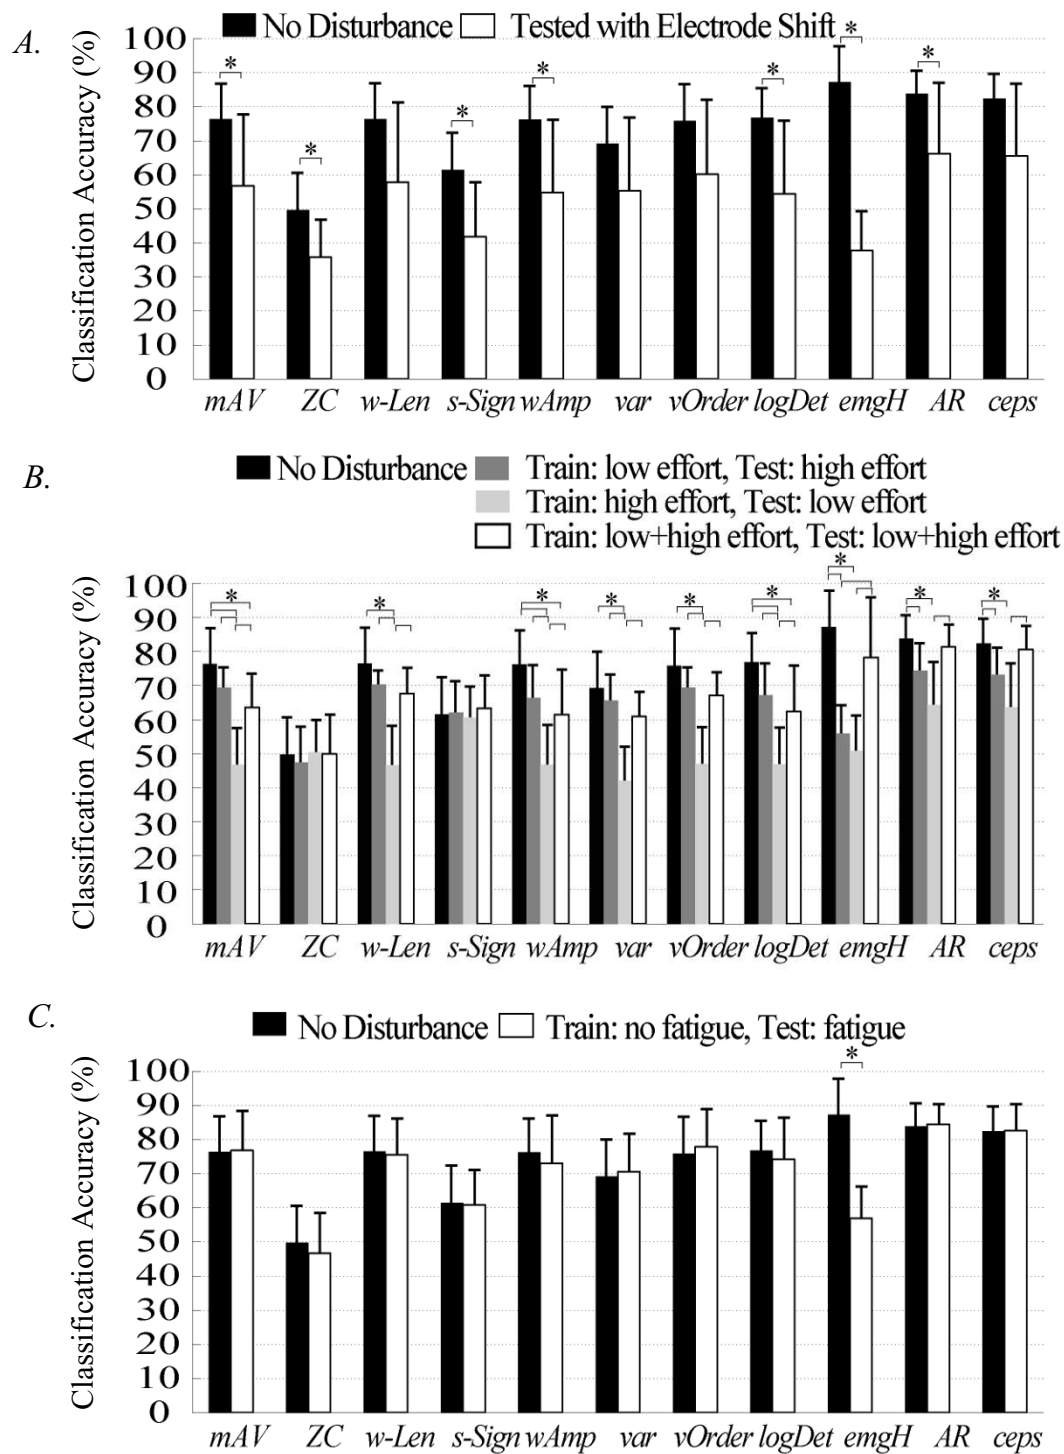 A.
No Disturbance Tested with Electrode Shift
Classification Accuracy (%)
100
90
80
70
60
50
40
30
20
10
0
* * * * * * *
mAV ZC w-Len s-Sign wAmp var vOrder logDet emgH AR ceps
B.
No Disturbance Train: low effort, Test: high effort
Train: high effort, Test: low effort
Train: low+high effort, Test: low+high effort
Classification Accuracy (%)
100
90
80
70
60
50
40
30
20
10
0
* * * * * * * * *
mAV ZC w-Len s-Sign wAmp var vOrder logDet emgH AR ceps
C.
No Disturbance Train: no fatigue, Test: fatigue
Classification Accuracy (%)
100
90
80
70
60
50
40
30
20
10
0
*
mAV ZC w-Len s-Sign wAmp var vOrder logDet emgH AR ceps